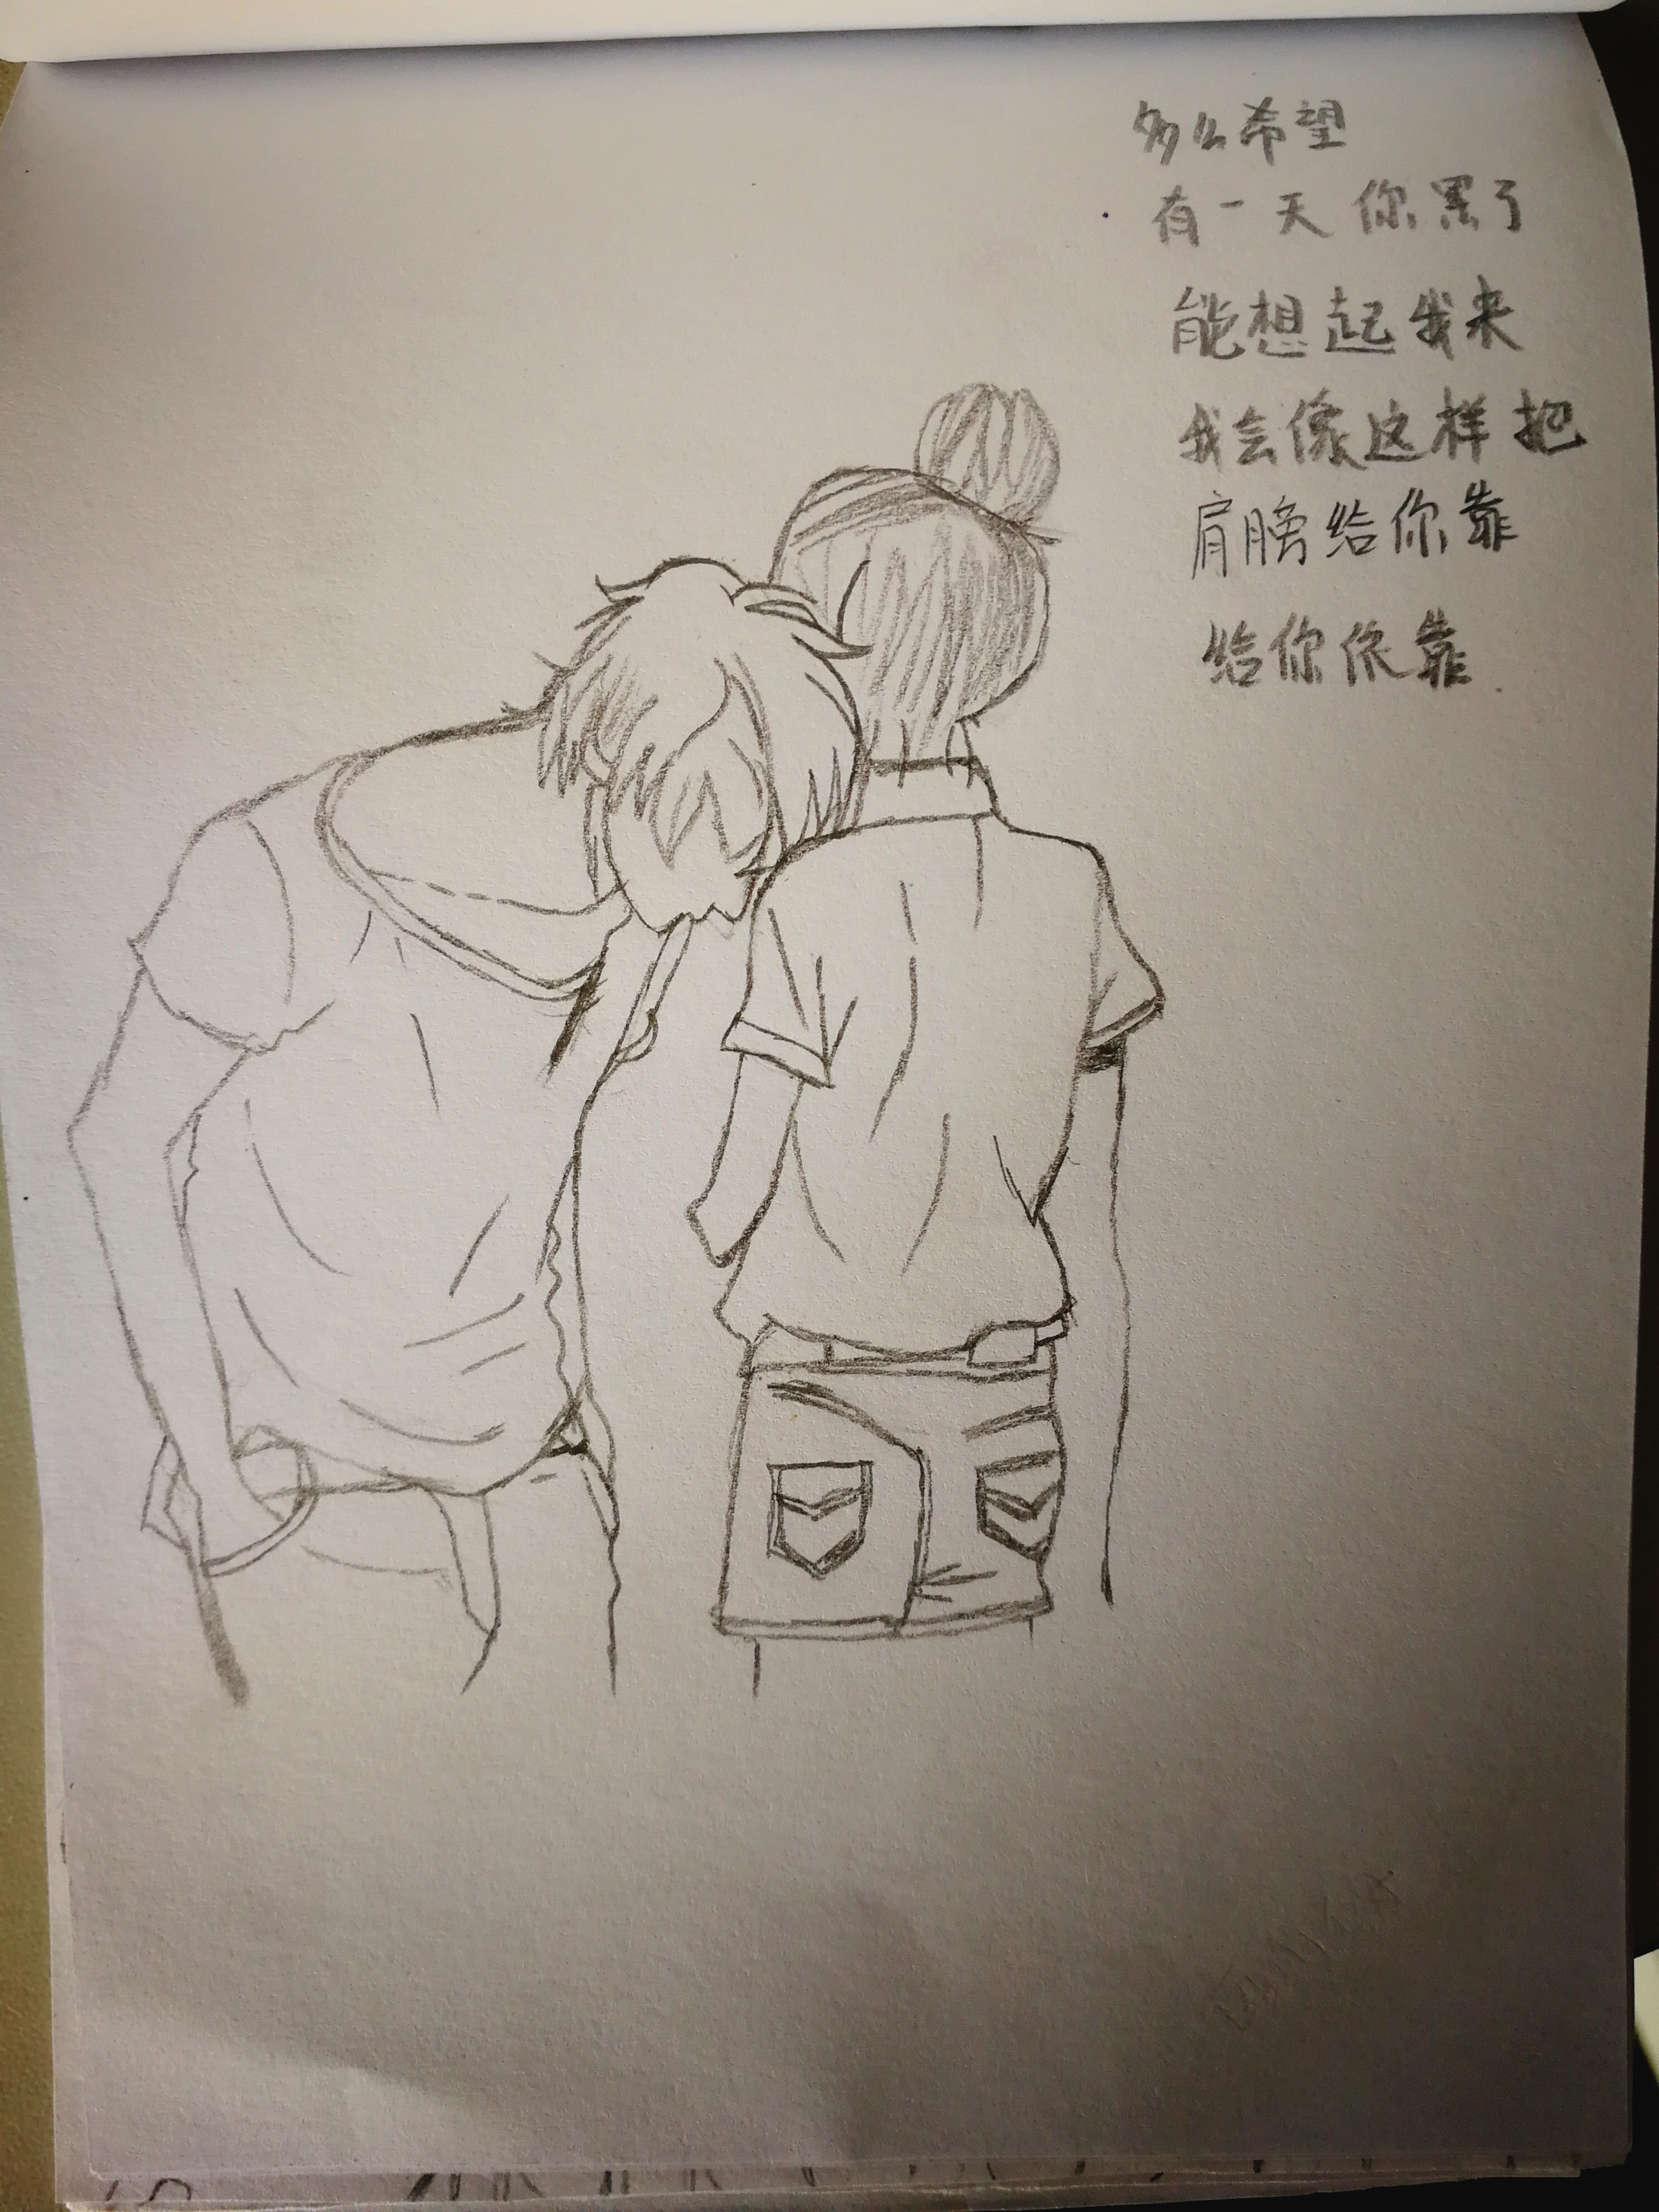 多么希望
有一天你累了
能想起我来
我会像这样把
肩膀给你靠
给你依靠